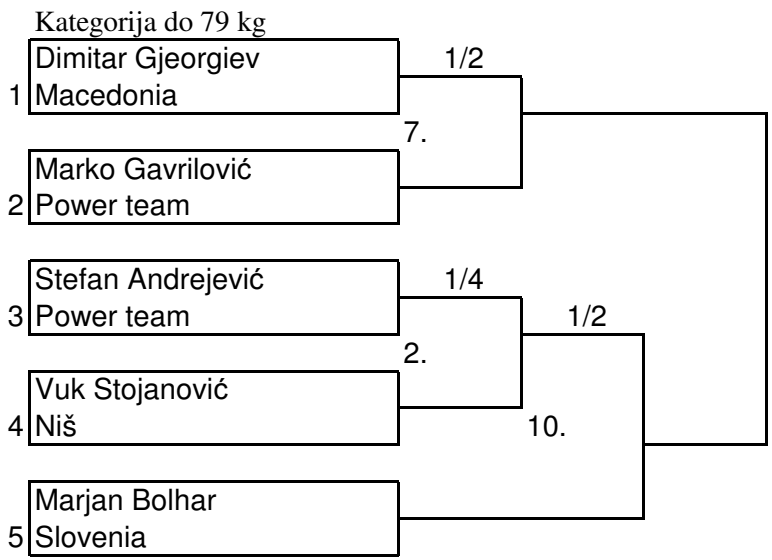 Kategorija do 79 kg
Dimitar Gjeorgiev
1/2
1 Macedonia
7.
Marko Gavrilović
2 Power team
Stefan Andrejević
1/4
3 Power team
1/2
2.
Vuk Stojanović
4 Niš
10.
Marjan Bolhar
5 Slovenia